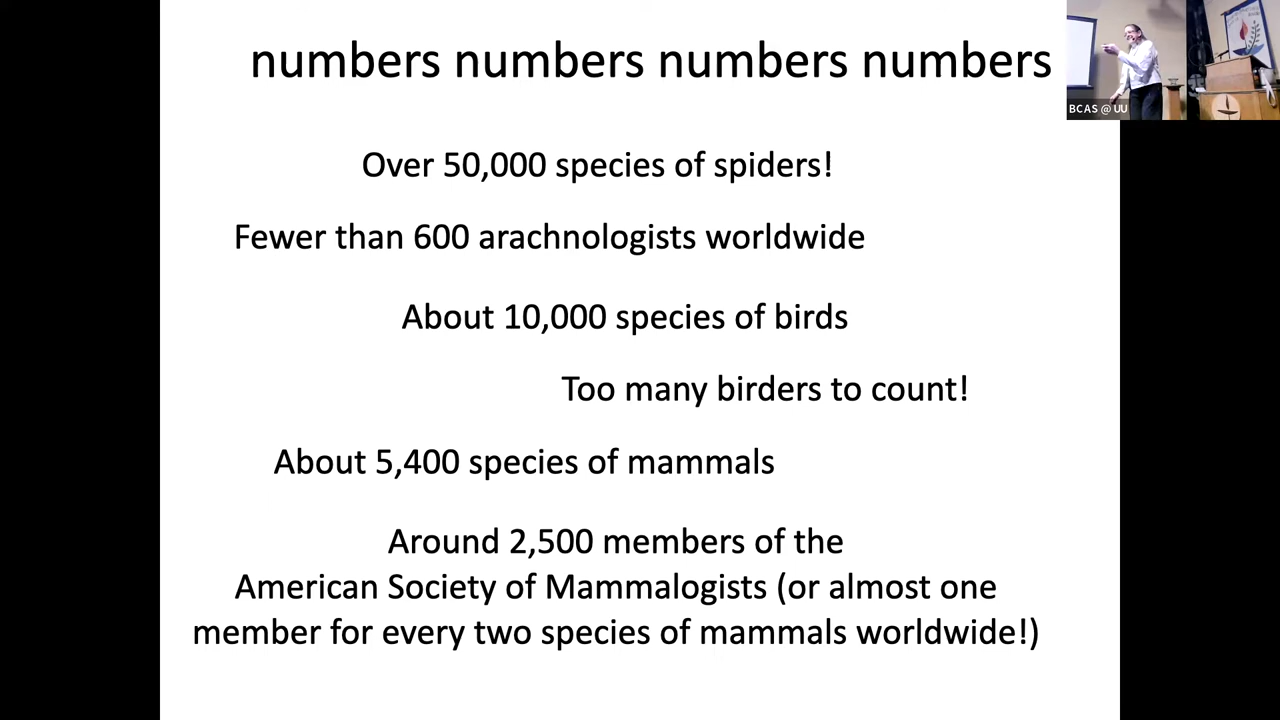 numbers numbers numbers numbers
BCAS @ UU
Over 50,000 species of spiders!
Fewer than 600 arachnologists worldwide
About 10,000 species of birds
Too many birders to count!
About 5,400 species of mammals
Around 2,500 members of the
American Society of Mammalogists (or almost one
member for every two species of mammals worldwide!)